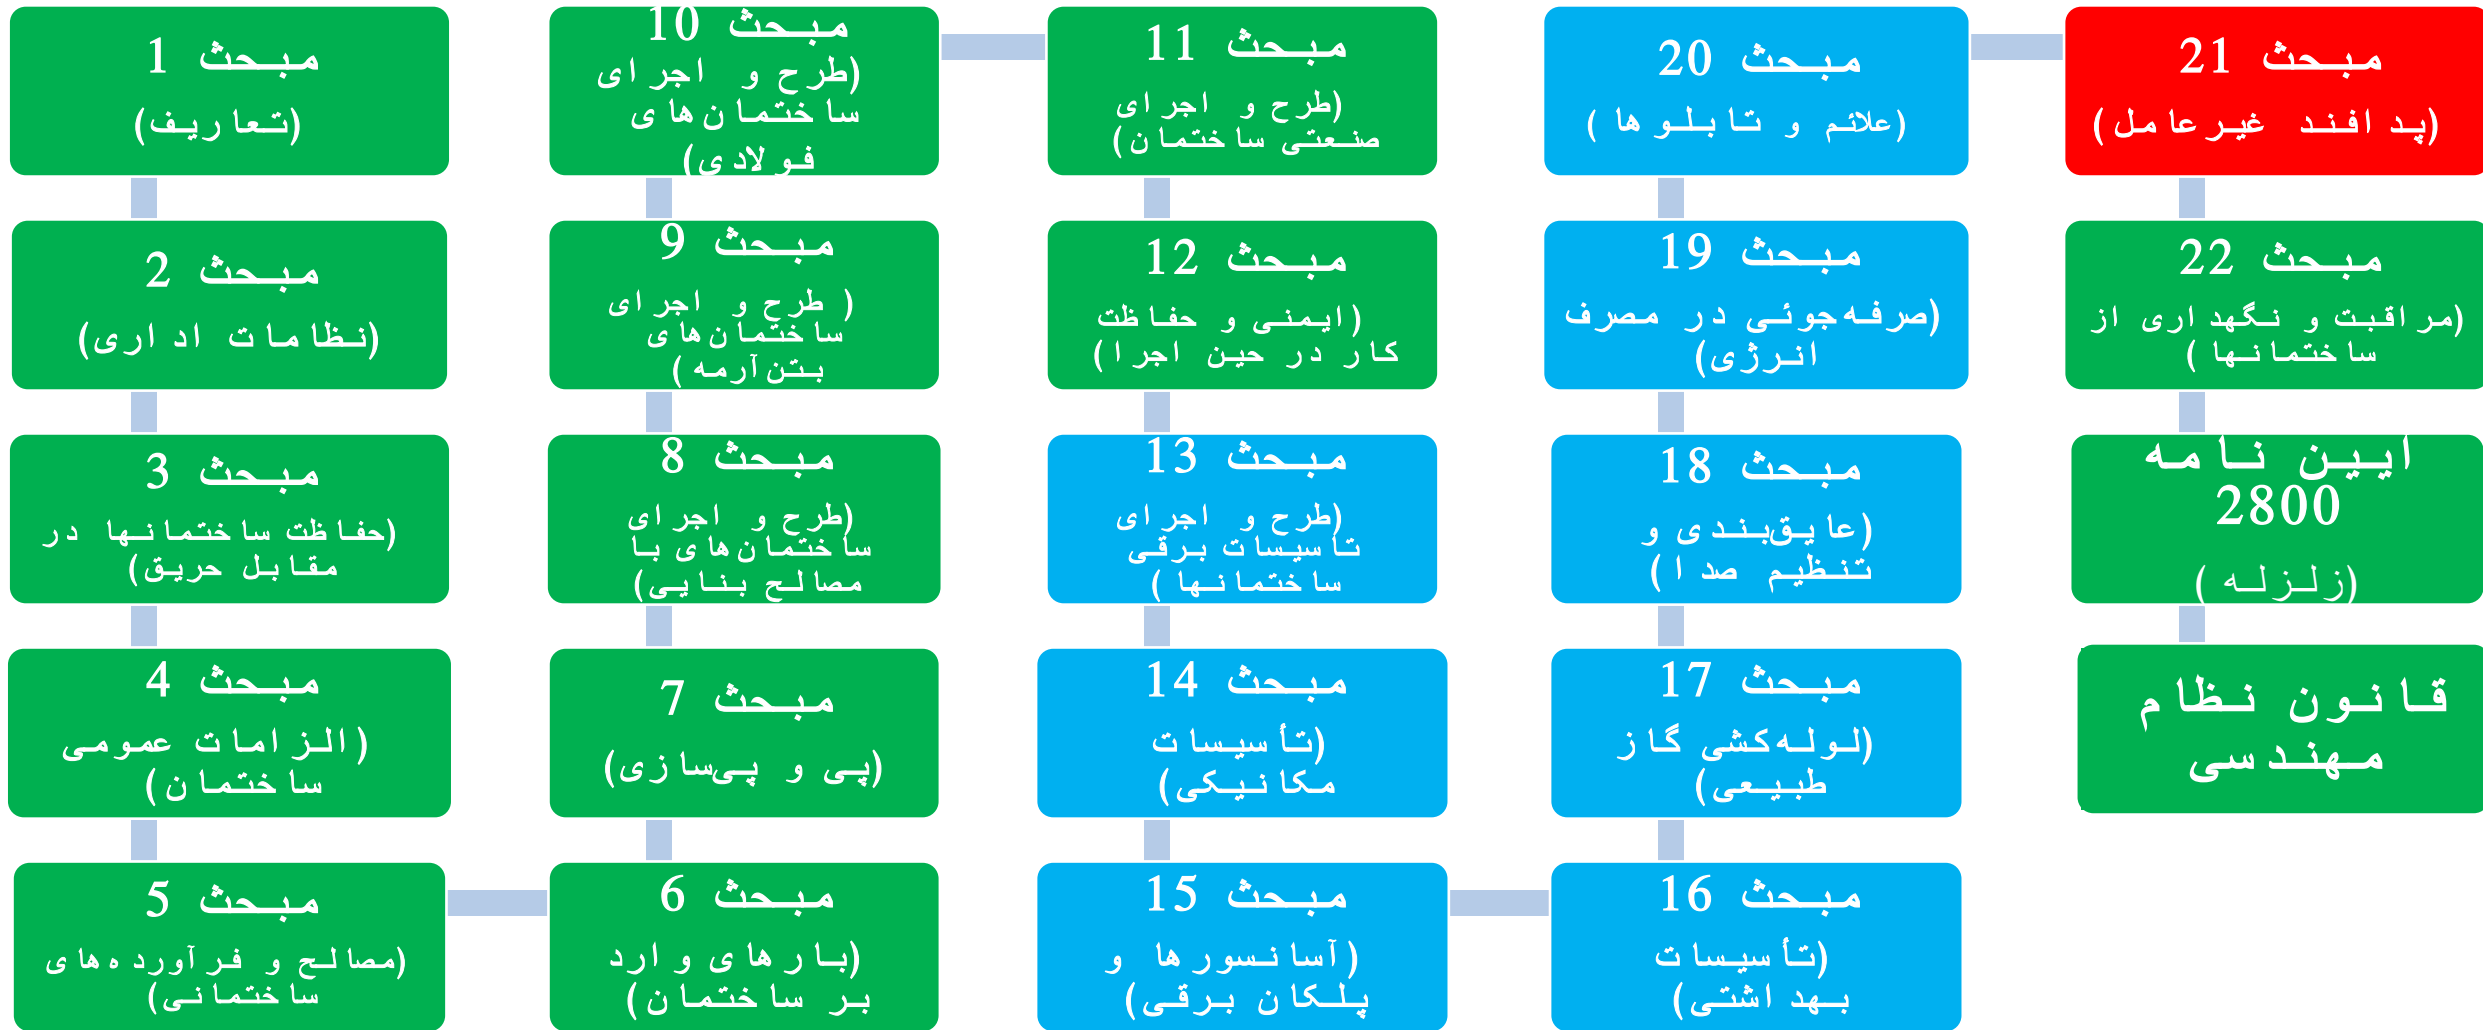 مبحث 1
(تعاریف)
مبحث 2
(نظامات اداری)
مبحث 3
(حفاظت ساختمانها در
مقابل حریق)
مبحث 4
(الزامات عمومی
ساختمان)
مبحث 5
(مصالح و فرآورده‌های
ساختمانی)
مبحث 6
(بارهای وارد
بر ساختمان)
مبحث 7
(پی و پی‌سازی)
مبحث 8
(طرح و اجرای
ساختمان‌های با
مصالح بنایی)
مبحث 9
( طرح و اجرای
ساختمان‌های
بتن‌آرمه)
مبحث 10
(طرح و اجرای
ساختمان‌های
فولادی)
مبحث 11
(طرح و اجرای
صنعتی ساختمان)
مبحث 12
(ایمنی و حفاظت
کار در حین اجرا)
مبحث 13
(طرح و اجرای
تاسیسات برقی
ساختمانها)
مبحث 14
(تأسیسات
مکانیکی)
مبحث 15
(آسانسورها و
پلکان برقی)
مبحث 16
(تأسیسات
بهداشتی)
مبحث 17
(لوله‌کشی گاز
طبیعی)
مبحث 18
(عایق‌بندی و
تنظیم صدا)
مبحث 19
(صرفه‌جوئی در مصرف
انرژی)
مبحث 20
(علائم و تابلوها)
مبحث 21
(پدافند غیرعامل)
مبحث 22
(مراقبت و نگهداری از
ساختمانها)
ایین نامه
2800
(زلزله)
قانون نظام
مهندسی